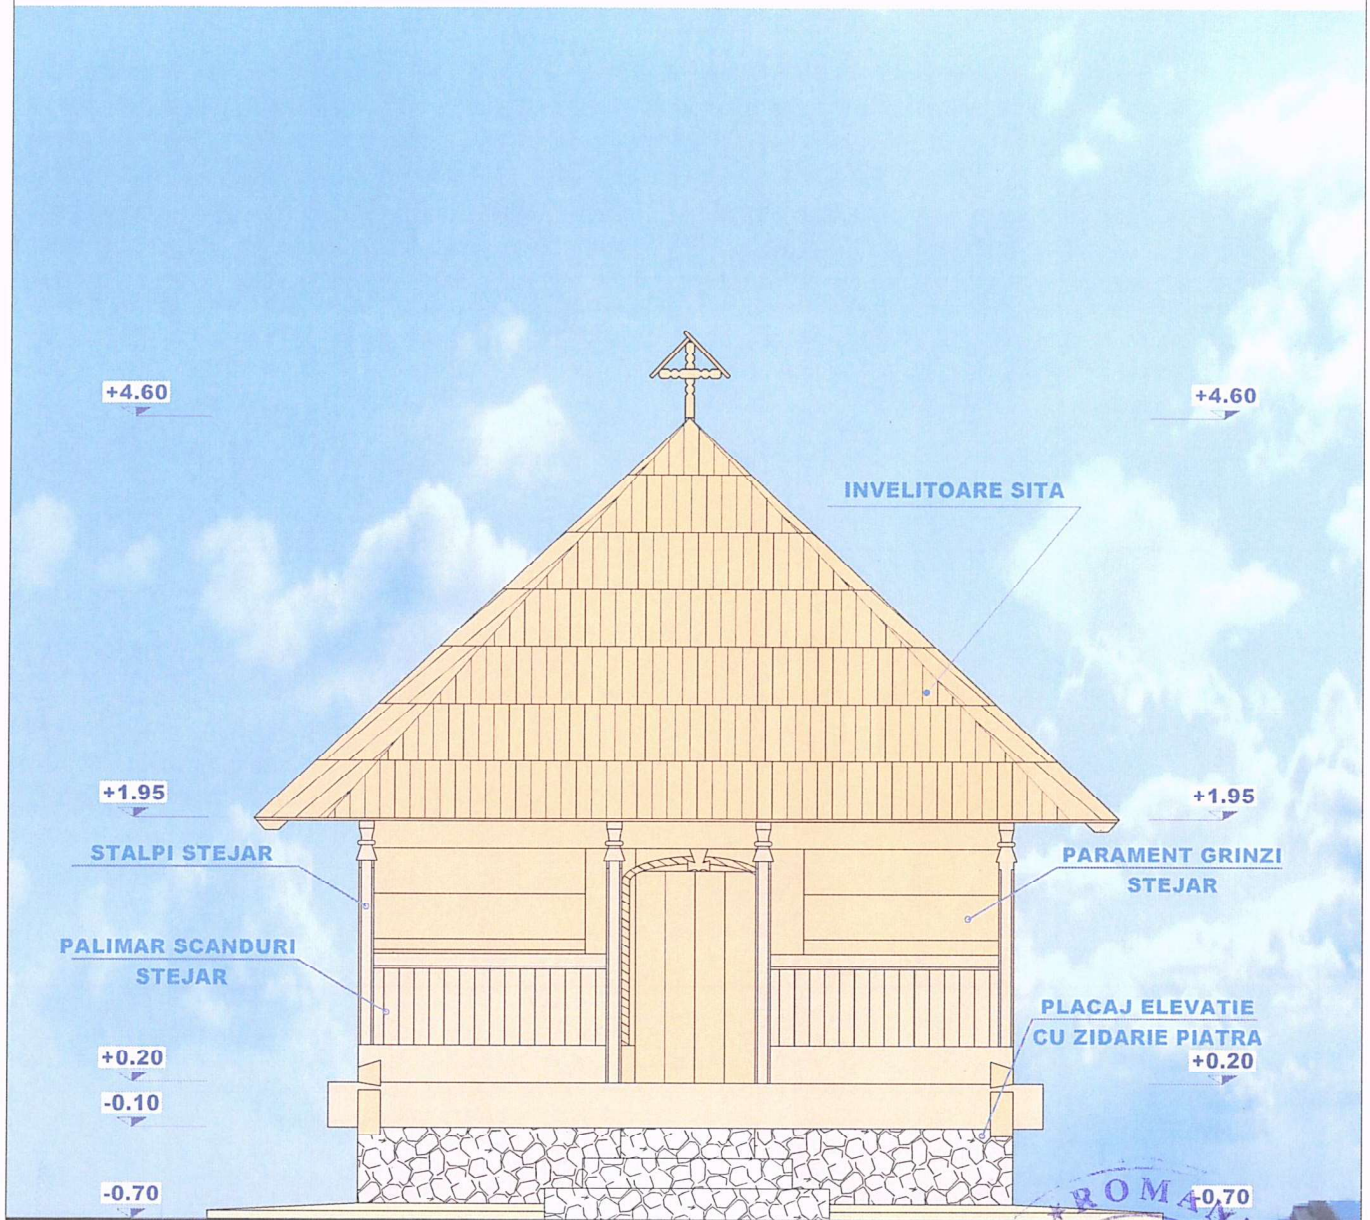 +4.60
+4.60
INVELITOARE SITA
+1.95
+1.95
STALPI STEJAR
PARAMENT GRINZI
STEJAR
PALIMAR SCANDURI
STEJAR
PLACAJ ELEVATIE
CU ZIDARIE PIATRA
+0.20
+0.20
-0.10
-0.70
-0.70